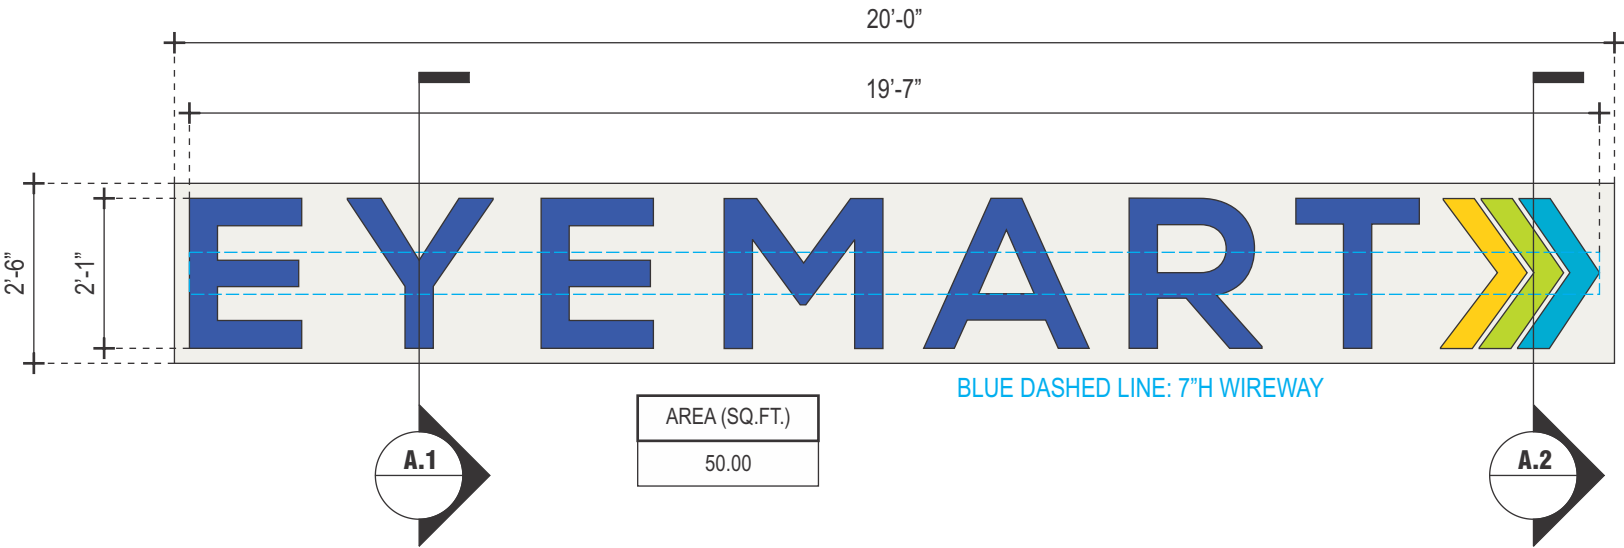 20’-0”
19’-7”
2’-6”
2’-1”
EYEMART
BLUE DASHED LINE: 7”H WIREWAY
AREA (SQ.FT.)
50.00
A.1
A.2